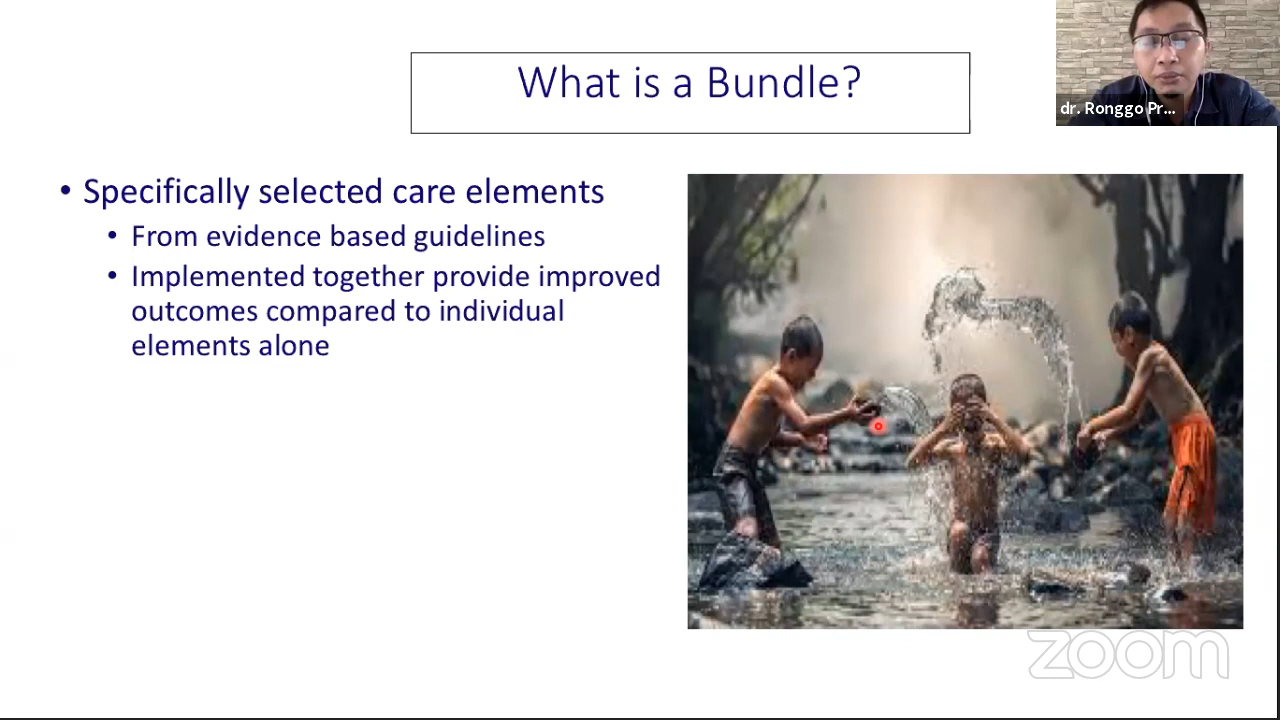 What is a Bundle?
dr. Ronggo Pr...
• Specifically selected care elements
• From evidence based guidelines
• Implemented together provide improved
outcomes compared to individual
elements alone
zoom